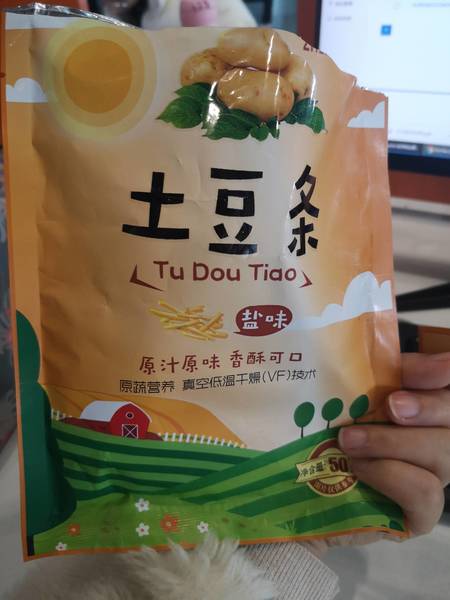 土豆条
Tu Dou Tiao
盐味
原汁原味 香酥可口
原蔬营养 真空低温干燥(VF)技术
净含量:50